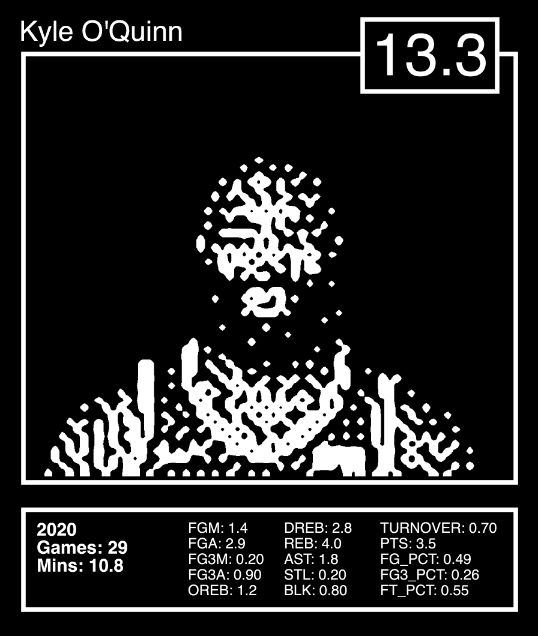 Kyle O'Quinn
13.3
2020
Games: 29
Mins: 10.8
FGM: 1.4
FGA: 2.9
FG3M: 0.20
FG3A: 0.90
OREB: 1.2
DREB: 2.8
REB: 4.0
AST: 1.8
STL: 0.20
BLK: 0.80
TURNOVER: 0.70
PTS: 3.5
FG_PCT: 0.49
FG3_PCT: 0.26
FT_PCT: 0.55